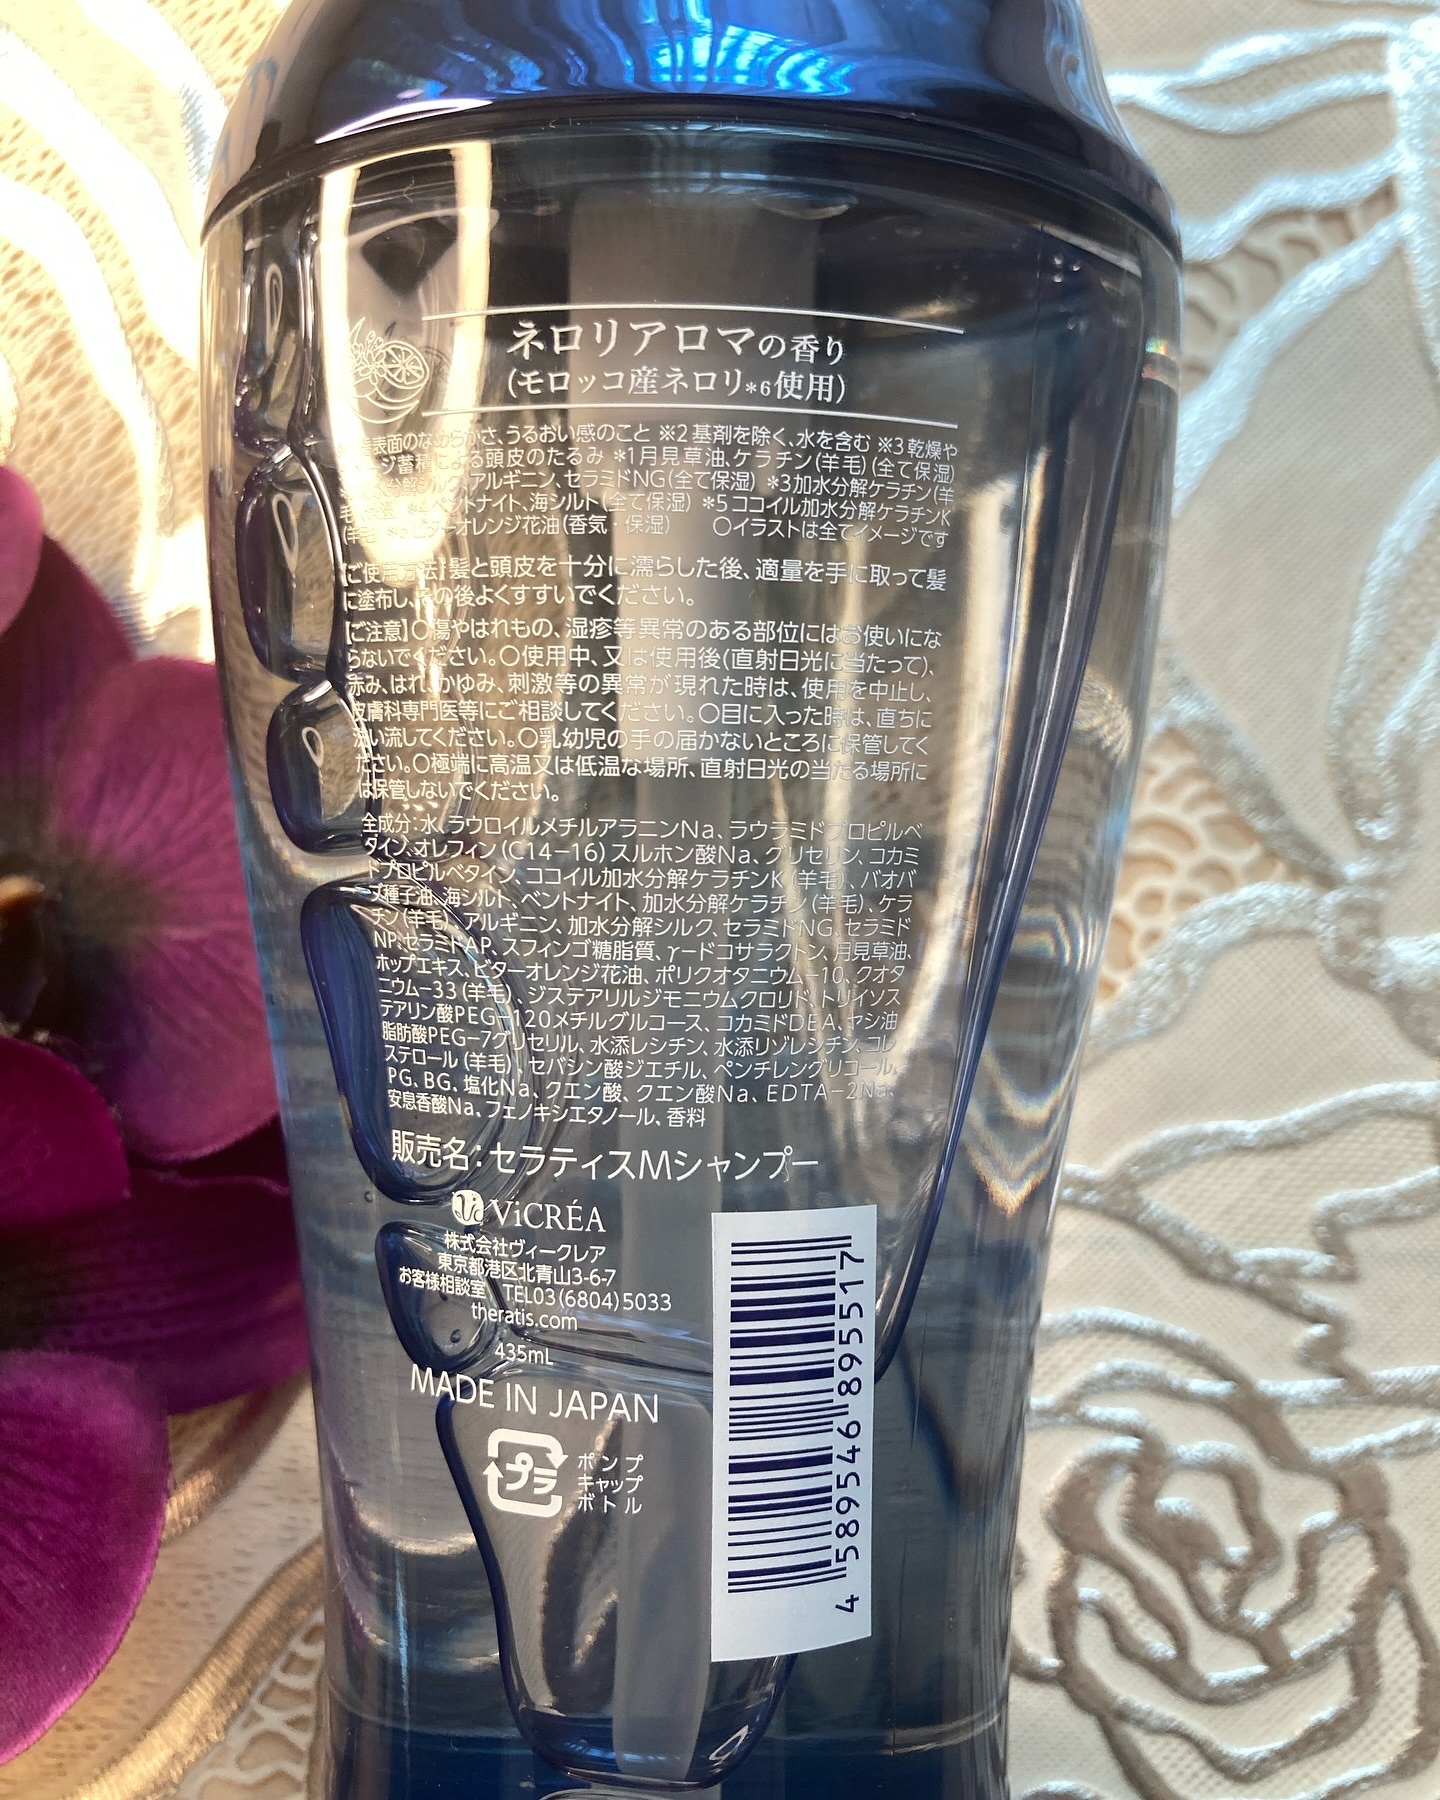 ネロリアロマの香り
(モロッコ産ネロリ*6使用)
表面のなめらかさ、うるおい感のこと ※2 基剤を除く、水を含む ※3 乾燥や
ージ蓄積による頭皮のたるみ *1 月見草油、ケラチン(羊毛)(全て保湿)
分解シルク、アルギニン、セラミドNG(全て保湿) *3 加水分解ケラチン(羊
ベントナイト、海シルト(全て保湿) *5 ココイル加水分解ケラチンK
(羊毛) ビターオレンジ花油(香気・保湿) ○イラストは全てイメージです
【ご使用方法】髪と頭皮を十分に濡らした後、適量を手に取って髪
に塗布し、その後よくすすいでください。
【ご注意】○傷やはれもの、湿疹等異常のある部位にはお使いにな
らないでください。○使用中、又は使用後(直射日光に当たって)、
赤み、はれ、かゆみ、刺激等の異常が現れた時は、使用を中止し、
皮膚科専門医等にご相談してください。○目に入った時は、直ちに
洗い流してください。○乳幼児の手の届かないところに保管してく
ださい。○極端に高温又は低温な場所、直射日光の当たる場所に
は保管しないでください。
全成分:水、ラウロイルメチルアラニンNa、ラウラミドプロピルベ
タイン、オレフィン(C14-16)スルホン酸Na、グリセリン、コカミ
ドプロピルベタイン、ココイル加水分解ケラチンK(羊毛)、バオバ
ブ種子油、海シルト、ベントナイト、加水分解ケラチン(羊毛)、ケラ
チン(羊毛)、アルギニン、加水分解シルク、セラミドNG、セラミド
NP、セラミドAP、スフィンゴ糖脂質、γ-ドコサラクトン、月見草油、
ホップエキス、ビターオレンジ花油、ポリクオタニウム-10、クオタ
ニウム-33(羊毛)、ジステアリルジモニウムクロリド、トリイソス
テアリン酸PEG-120メチルグルコース、コカミドDEA、ヤシ油
脂肪酸PEG-7グリセリル、水添レシチン、水添リゾレシチン、コレ
ステロール(羊毛)、セバシン酸ジエチル、ペンチレングリコール、
PG、BG、塩化Na、クエン酸、クエン酸Na、EDTA-2Na、
安息香酸Na、フェノキシエタノール、香料
販売名:セラティスMシャンプー
ViCRÉA
株式会社ヴィークレア
東京都港区北青山3-6-7
お客様相談室 TEL03(6804)5033
theratis.com
435mL
MADE IN JAPAN
プラ
ポンプ
キャップ
ボトル
4 589546 895517